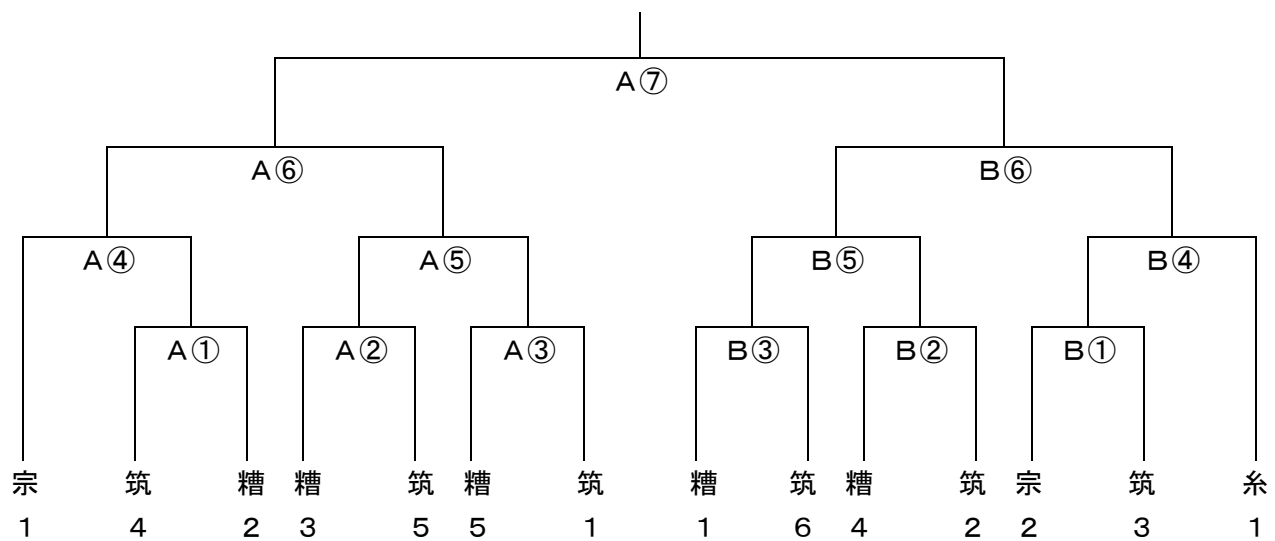 A⑦
A⑥ B⑥
A④ A⑤ B⑤ B④
A① A② A③ B③ B② B①
宗 筑 糟 糟 筑 糟 筑 糟 筑 糟 筑 宗 筑 糸
1 4 2 3 5 5 1 1 6 4 2 2 3 1